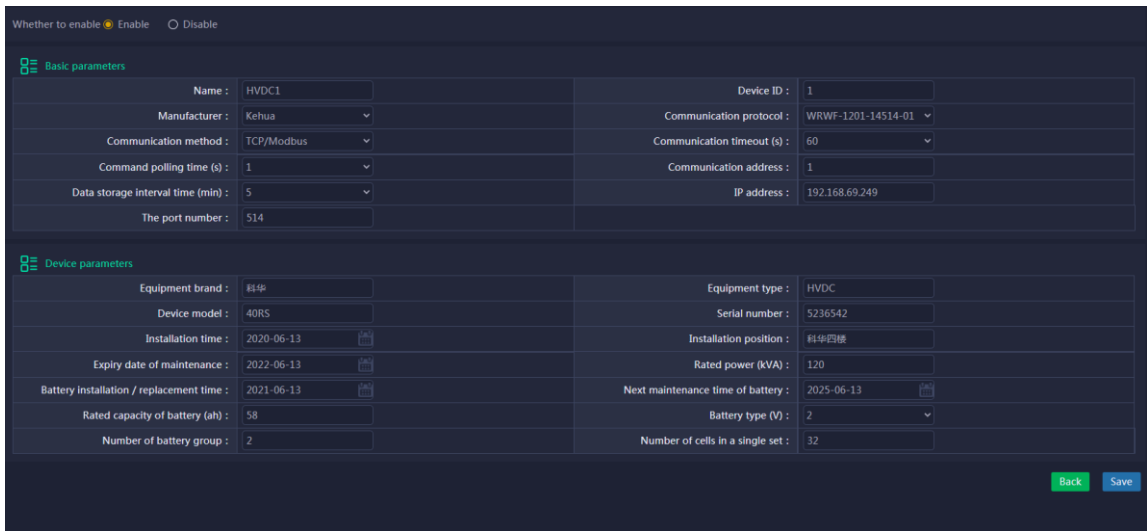 Whether to enable Enable Disable
Basic parameters
Name : HVDC1 Device ID : 1
Manufacturer : Kehua Communication protocol : WRWF-1201-14514-01
Communication method : TCP/Modbus Communication timeout (s) : 60
Command polling time (s) : 1 Communication address : 1
Data storage interval time (min) : 5 IP address : 192.168.69.249
The port number : 514
Device parameters
Equipment brand : 科华 Equipment type : HVDC
Device model : 40RS Serial number : 5236542
Installation time : 2020-06-13 Installation position : 科华四楼
Expiry date of maintenance : 2022-06-13 Rated power (kVA) : 120
Battery installation / replacement time : 2021-06-13 Next maintenance time of battery : 2025-06-13
Rated capacity of battery (ah) : 58 Battery type (V) : 2
Number of battery group : 2 Number of cells in a single set : 32
Back Save